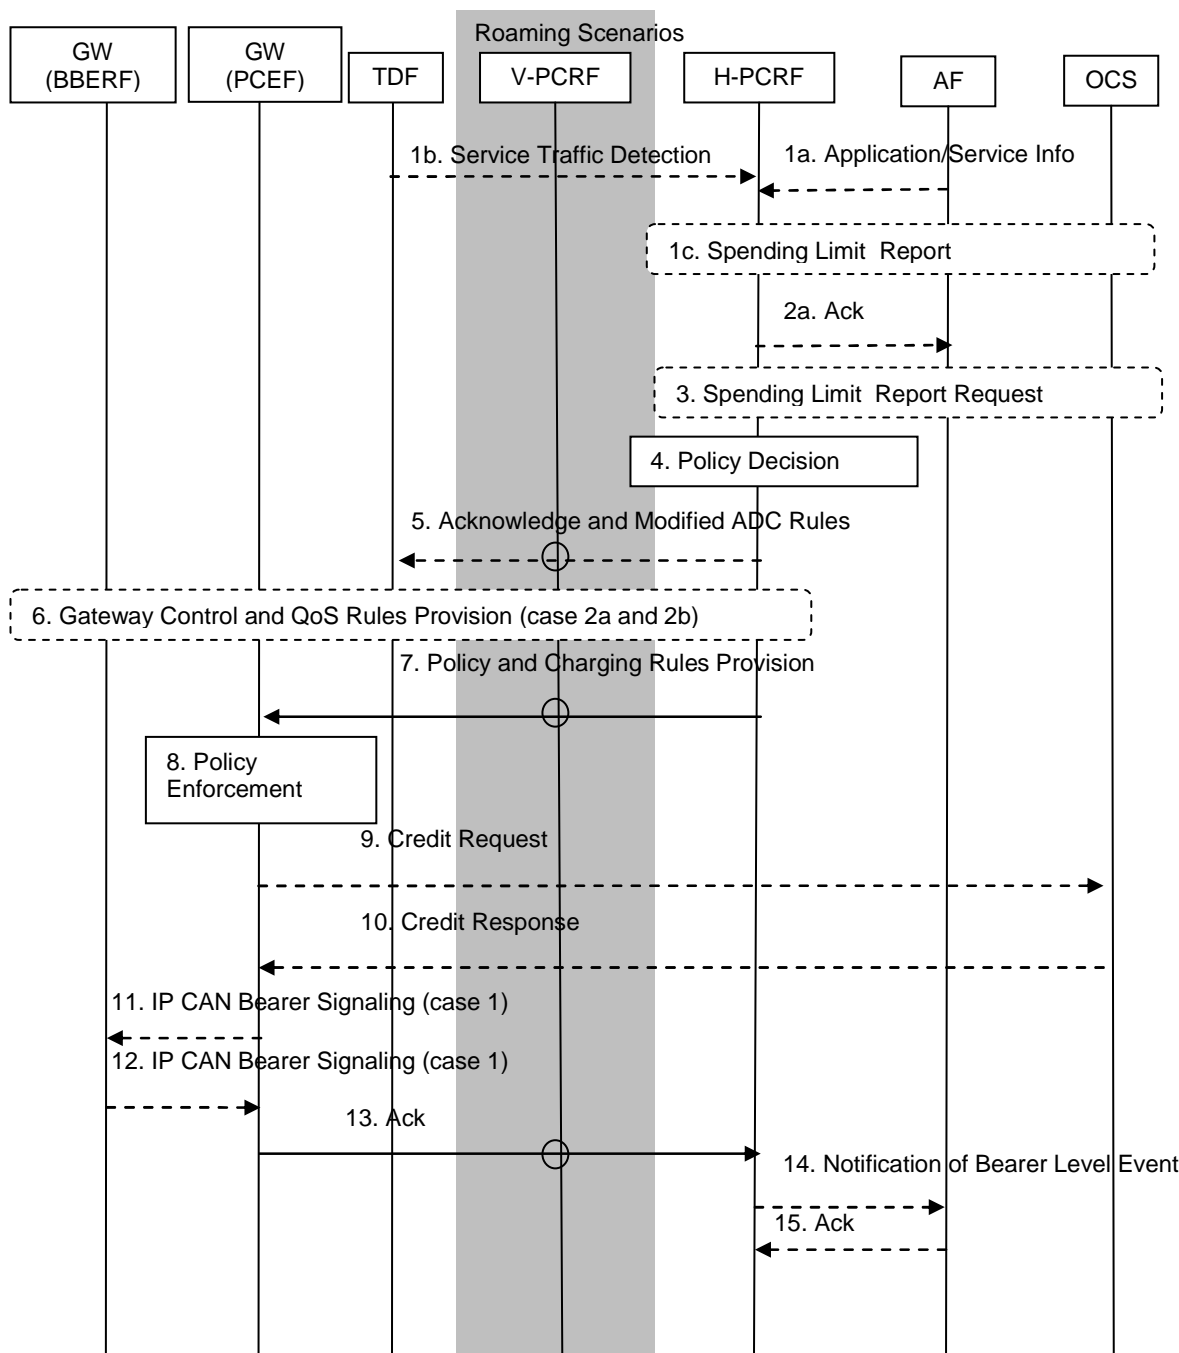 Roaming Scenarios
GW
(BBERF)
GW
(PCEF)
TDF
V-PCRF
H-PCRF
AF
OCS
1b. Service Traffic Detection
1a. Application/Service Info
1c. Spending Limit Report
2a. Ack
3. Spending Limit Report Request
4. Policy Decision
5. Acknowledge and Modified ADC Rules
6. Gateway Control and QoS Rules Provision (case 2a and 2b)
7. Policy and Charging Rules Provision
8. Policy
Enforcement
9. Credit Request
10. Credit Response
11. IP CAN Bearer Signaling (case 1)
12. IP CAN Bearer Signaling (case 1)
13. Ack
14. Notification of Bearer Level Event
15. Ack